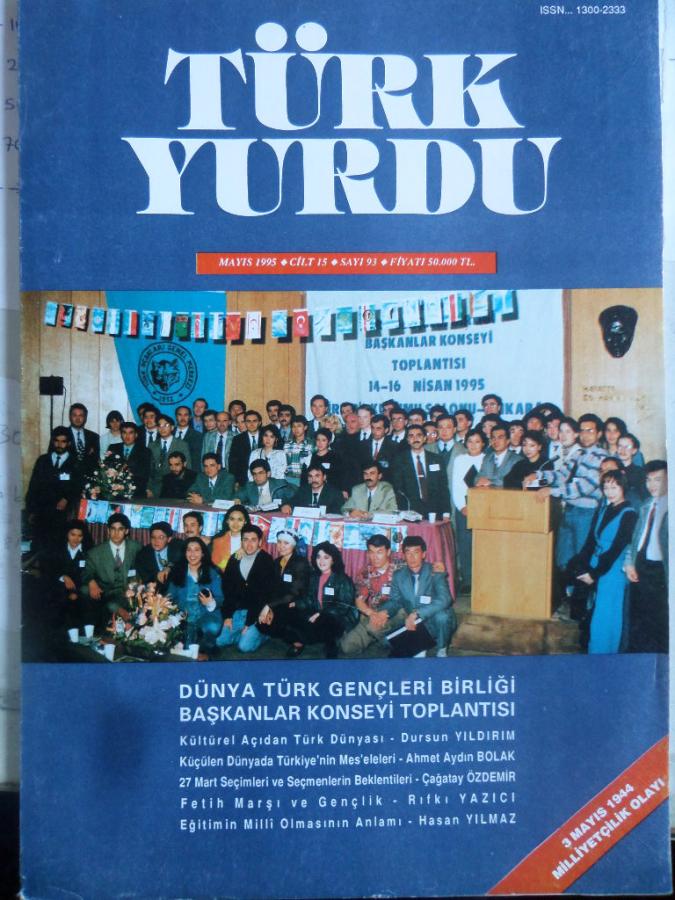 ISSN... 1300-2333
TÜRK
YURDU
MAYIS 1995 ◆ CİLT 15 ◆ SAYI 93 ◆ FİYATI 50.000 TL..
BAŞKANLAR KONSEYİ
TOPLANTISI
14-16 NİSAN 1995
1912
DÜNYA TÜRK GENÇLERİ BİRLİĞİ
BAŞKANLAR KONSEYİ TOPLANTISI
Kültürel Açıdan Türk Dünyası - Dursun YILDIRIM
Küçülen Dünyada Türkiye'nin Mes'eleleri - Ahmet Aydın BOLAK
27 Mart Seçimleri ve Seçmenlerin Beklentileri - Çağatay ÖZDEMİR
Fetih Marşı ve Gençlik - Rıfkı YAZICI
Eğitimin Millî Olmasının Anlamı - Hasan YILMAZ
3 MAYIS 1944
MİLLİYETÇİLİK OLAYI